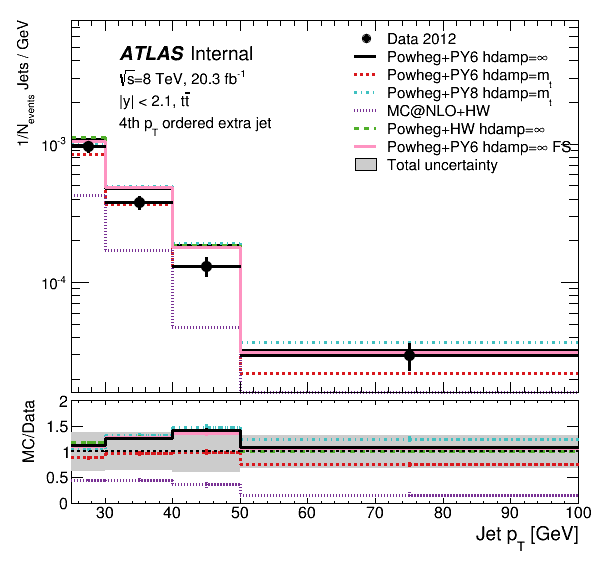 ATLAS Internal
√s=8 TeV, 20.3 fb⁻¹
|y| < 2.1, tt̄
4th p_T ordered extra jet
Data 2012
Powheg+PY6 hdamp=∞
Powheg+PY6 hdamp=m_t
Powheg+PY8 hdamp=m_t
MC@NLO+HW
Powheg+HW hdamp=∞
Powheg+PY6 hdamp=∞ FS
Total uncertainty
1/N_events Jets / GeV
10⁻³
10⁻⁴
MC/Data
2
1.5
1
0.5
0
30 40 50 60 70 80 90 100
Jet p_T [GeV]